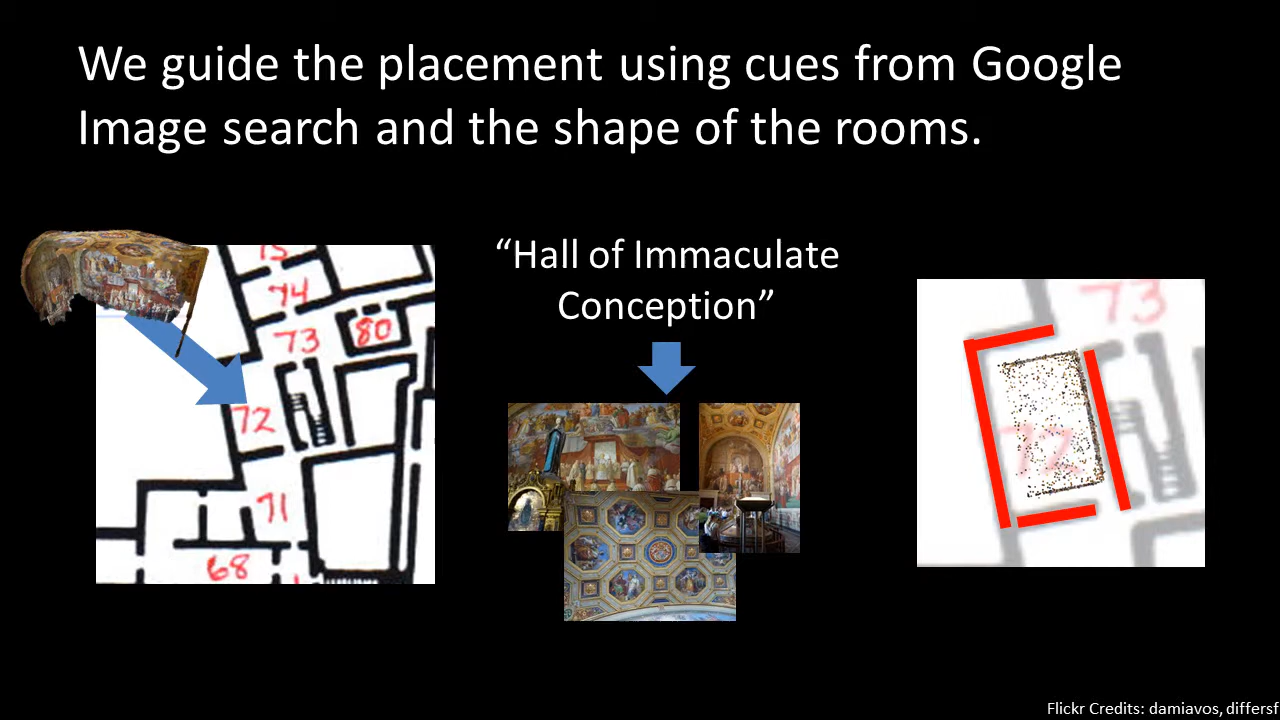 We guide the placement using cues from Google
Image search and the shape of the rooms.
“Hall of Immaculate
Conception”
74
73
80
72
71
68
73
72
Flickr Credits: damiavos, differsf